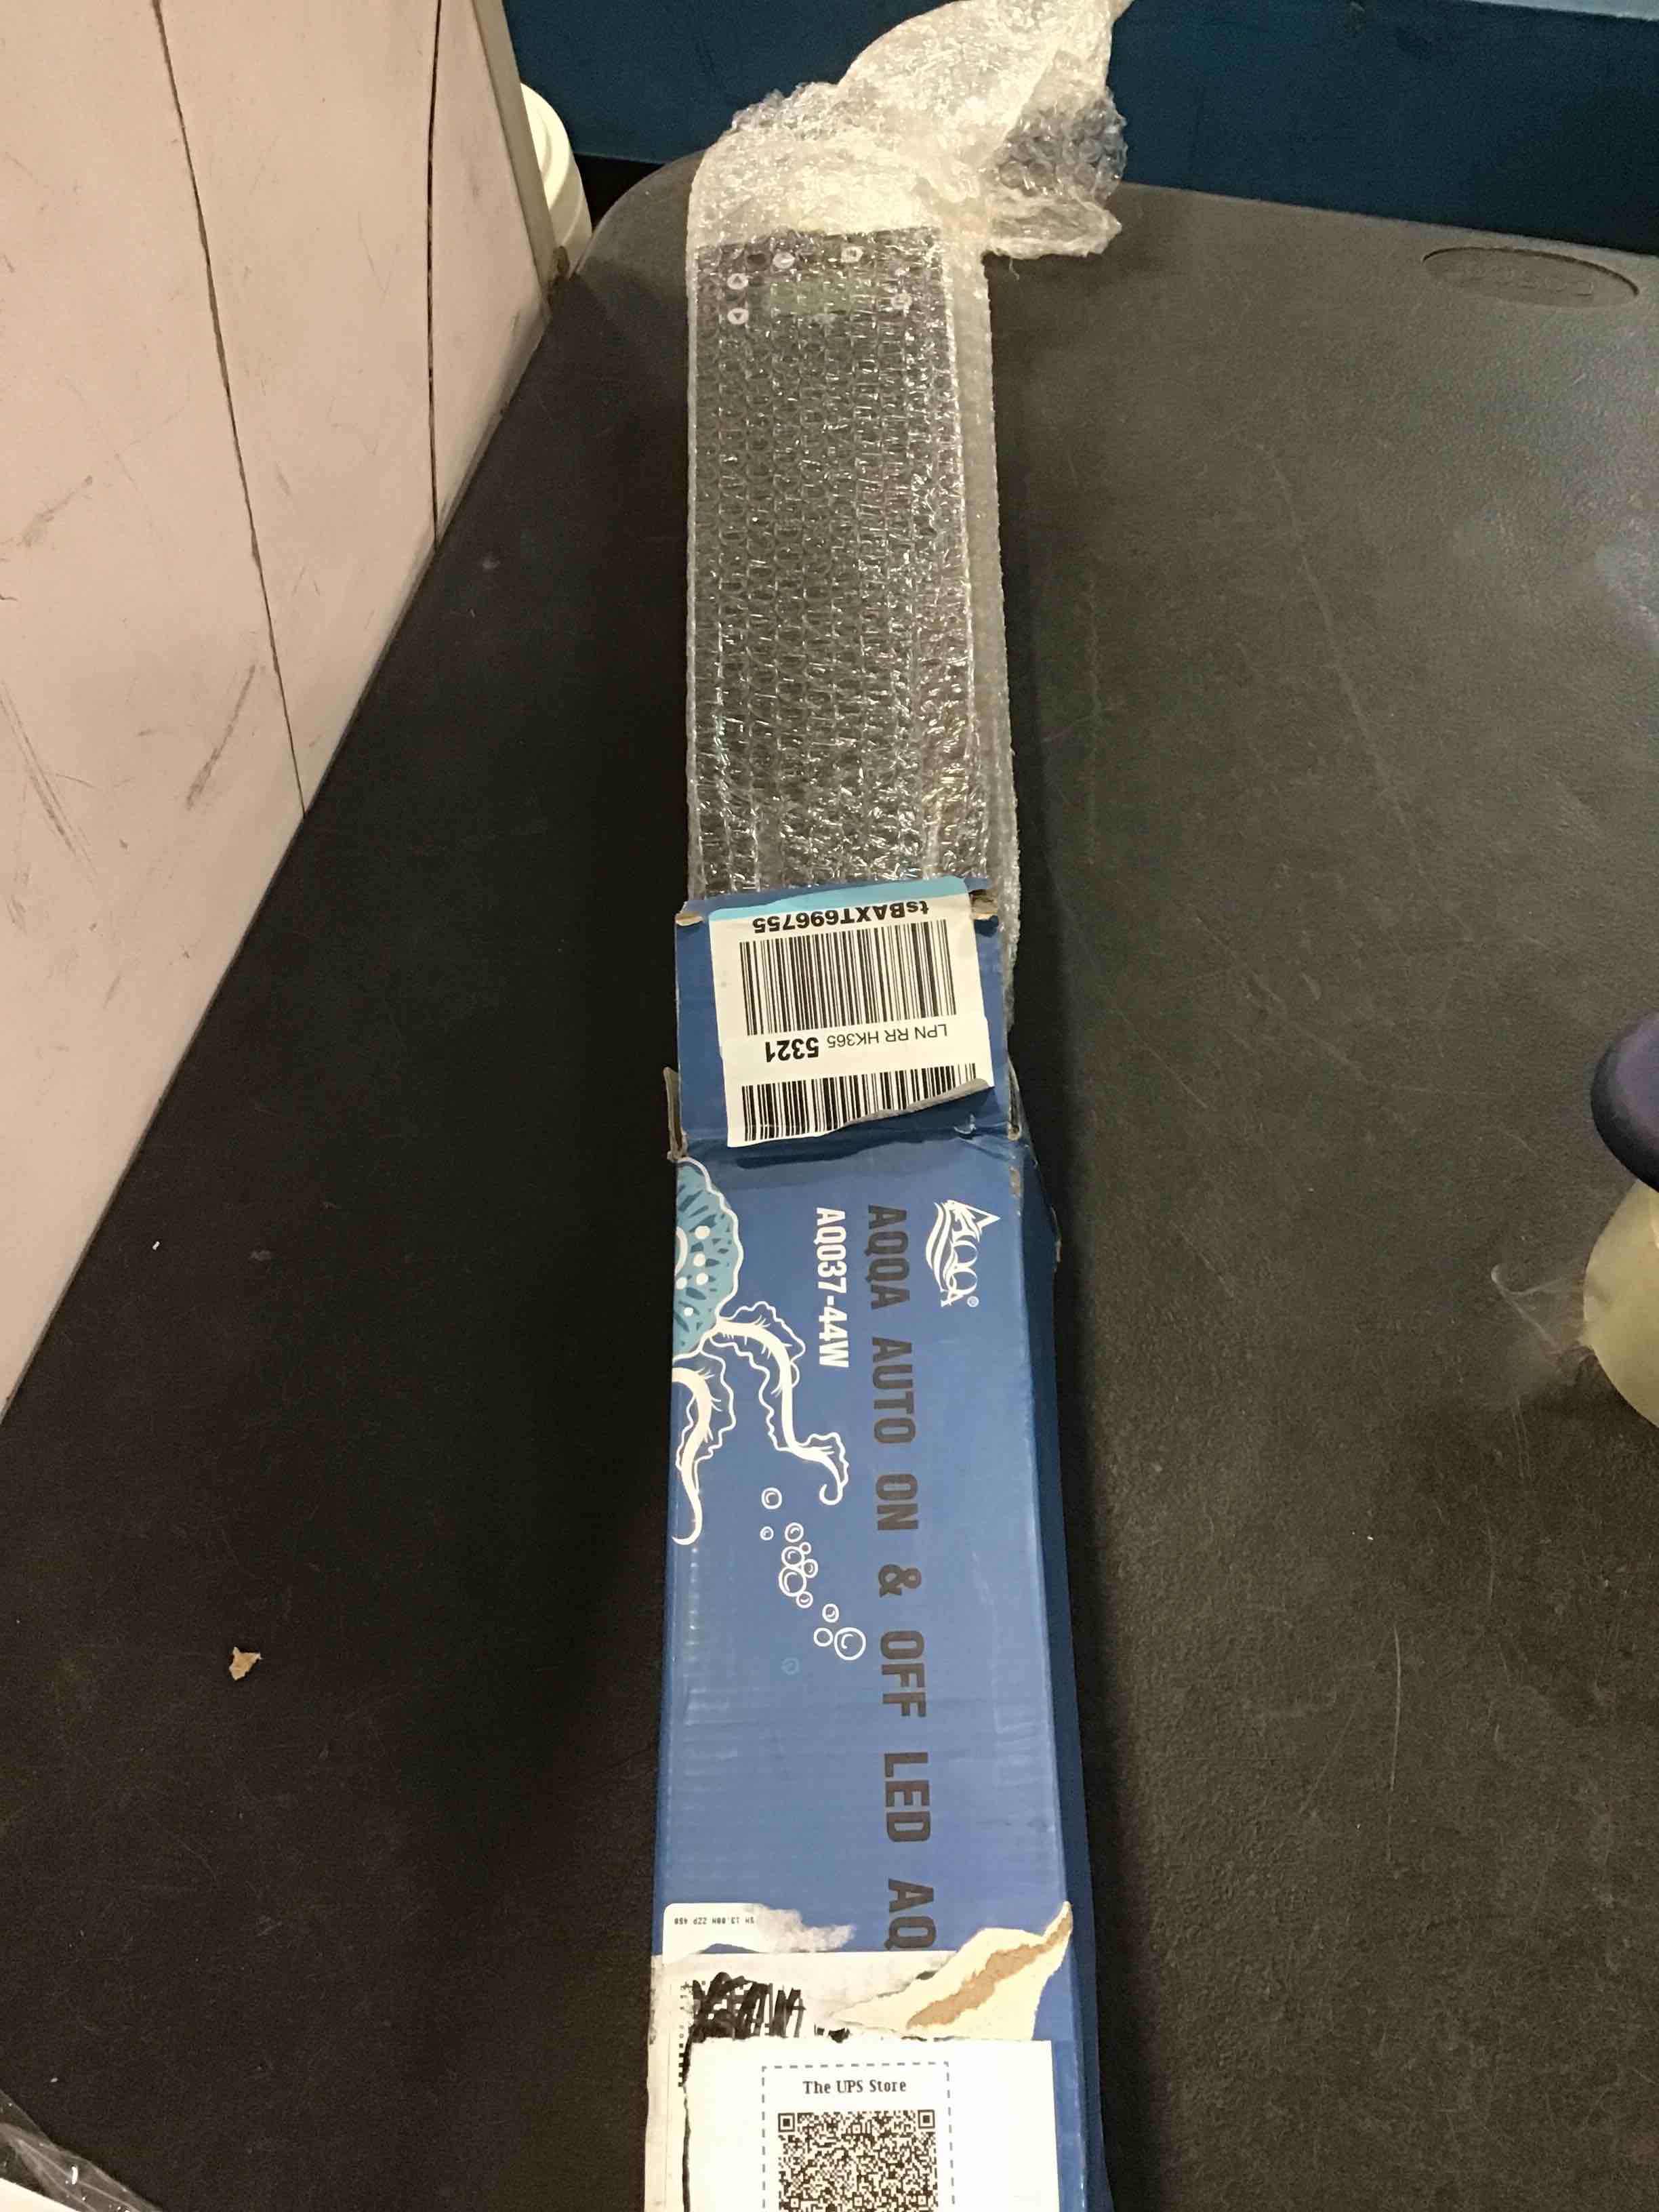 tsBAXT696755
LPN RR HK365 5321
AQQA®
AQQA AUTO ON & OFF LED AQ
AQ037-44W
The UPS Store